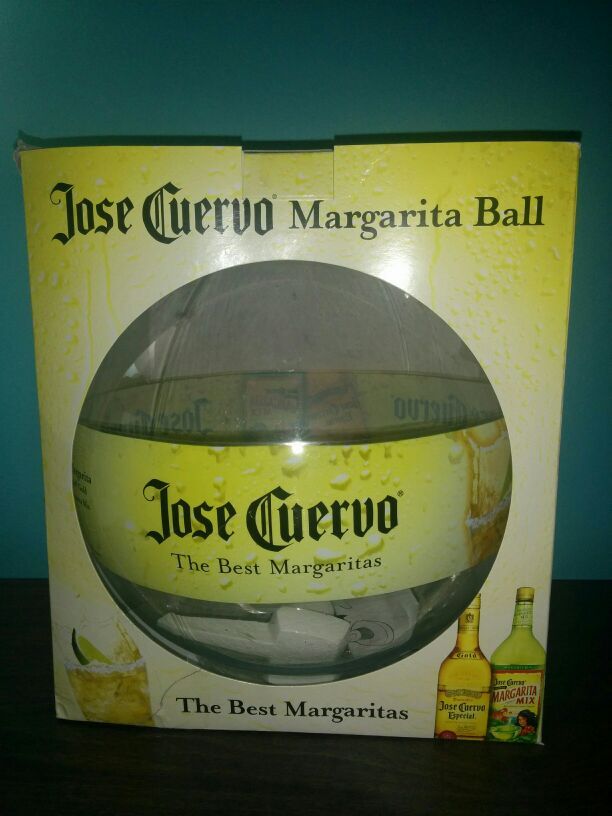 Jose Cuervo® Margarita Ball
Jose Cuervo®
The Best Margaritas
The Best Margaritas
Gold
Jose Cuervo
Especial.
Jose Cuervo
MARGARITA
MIX